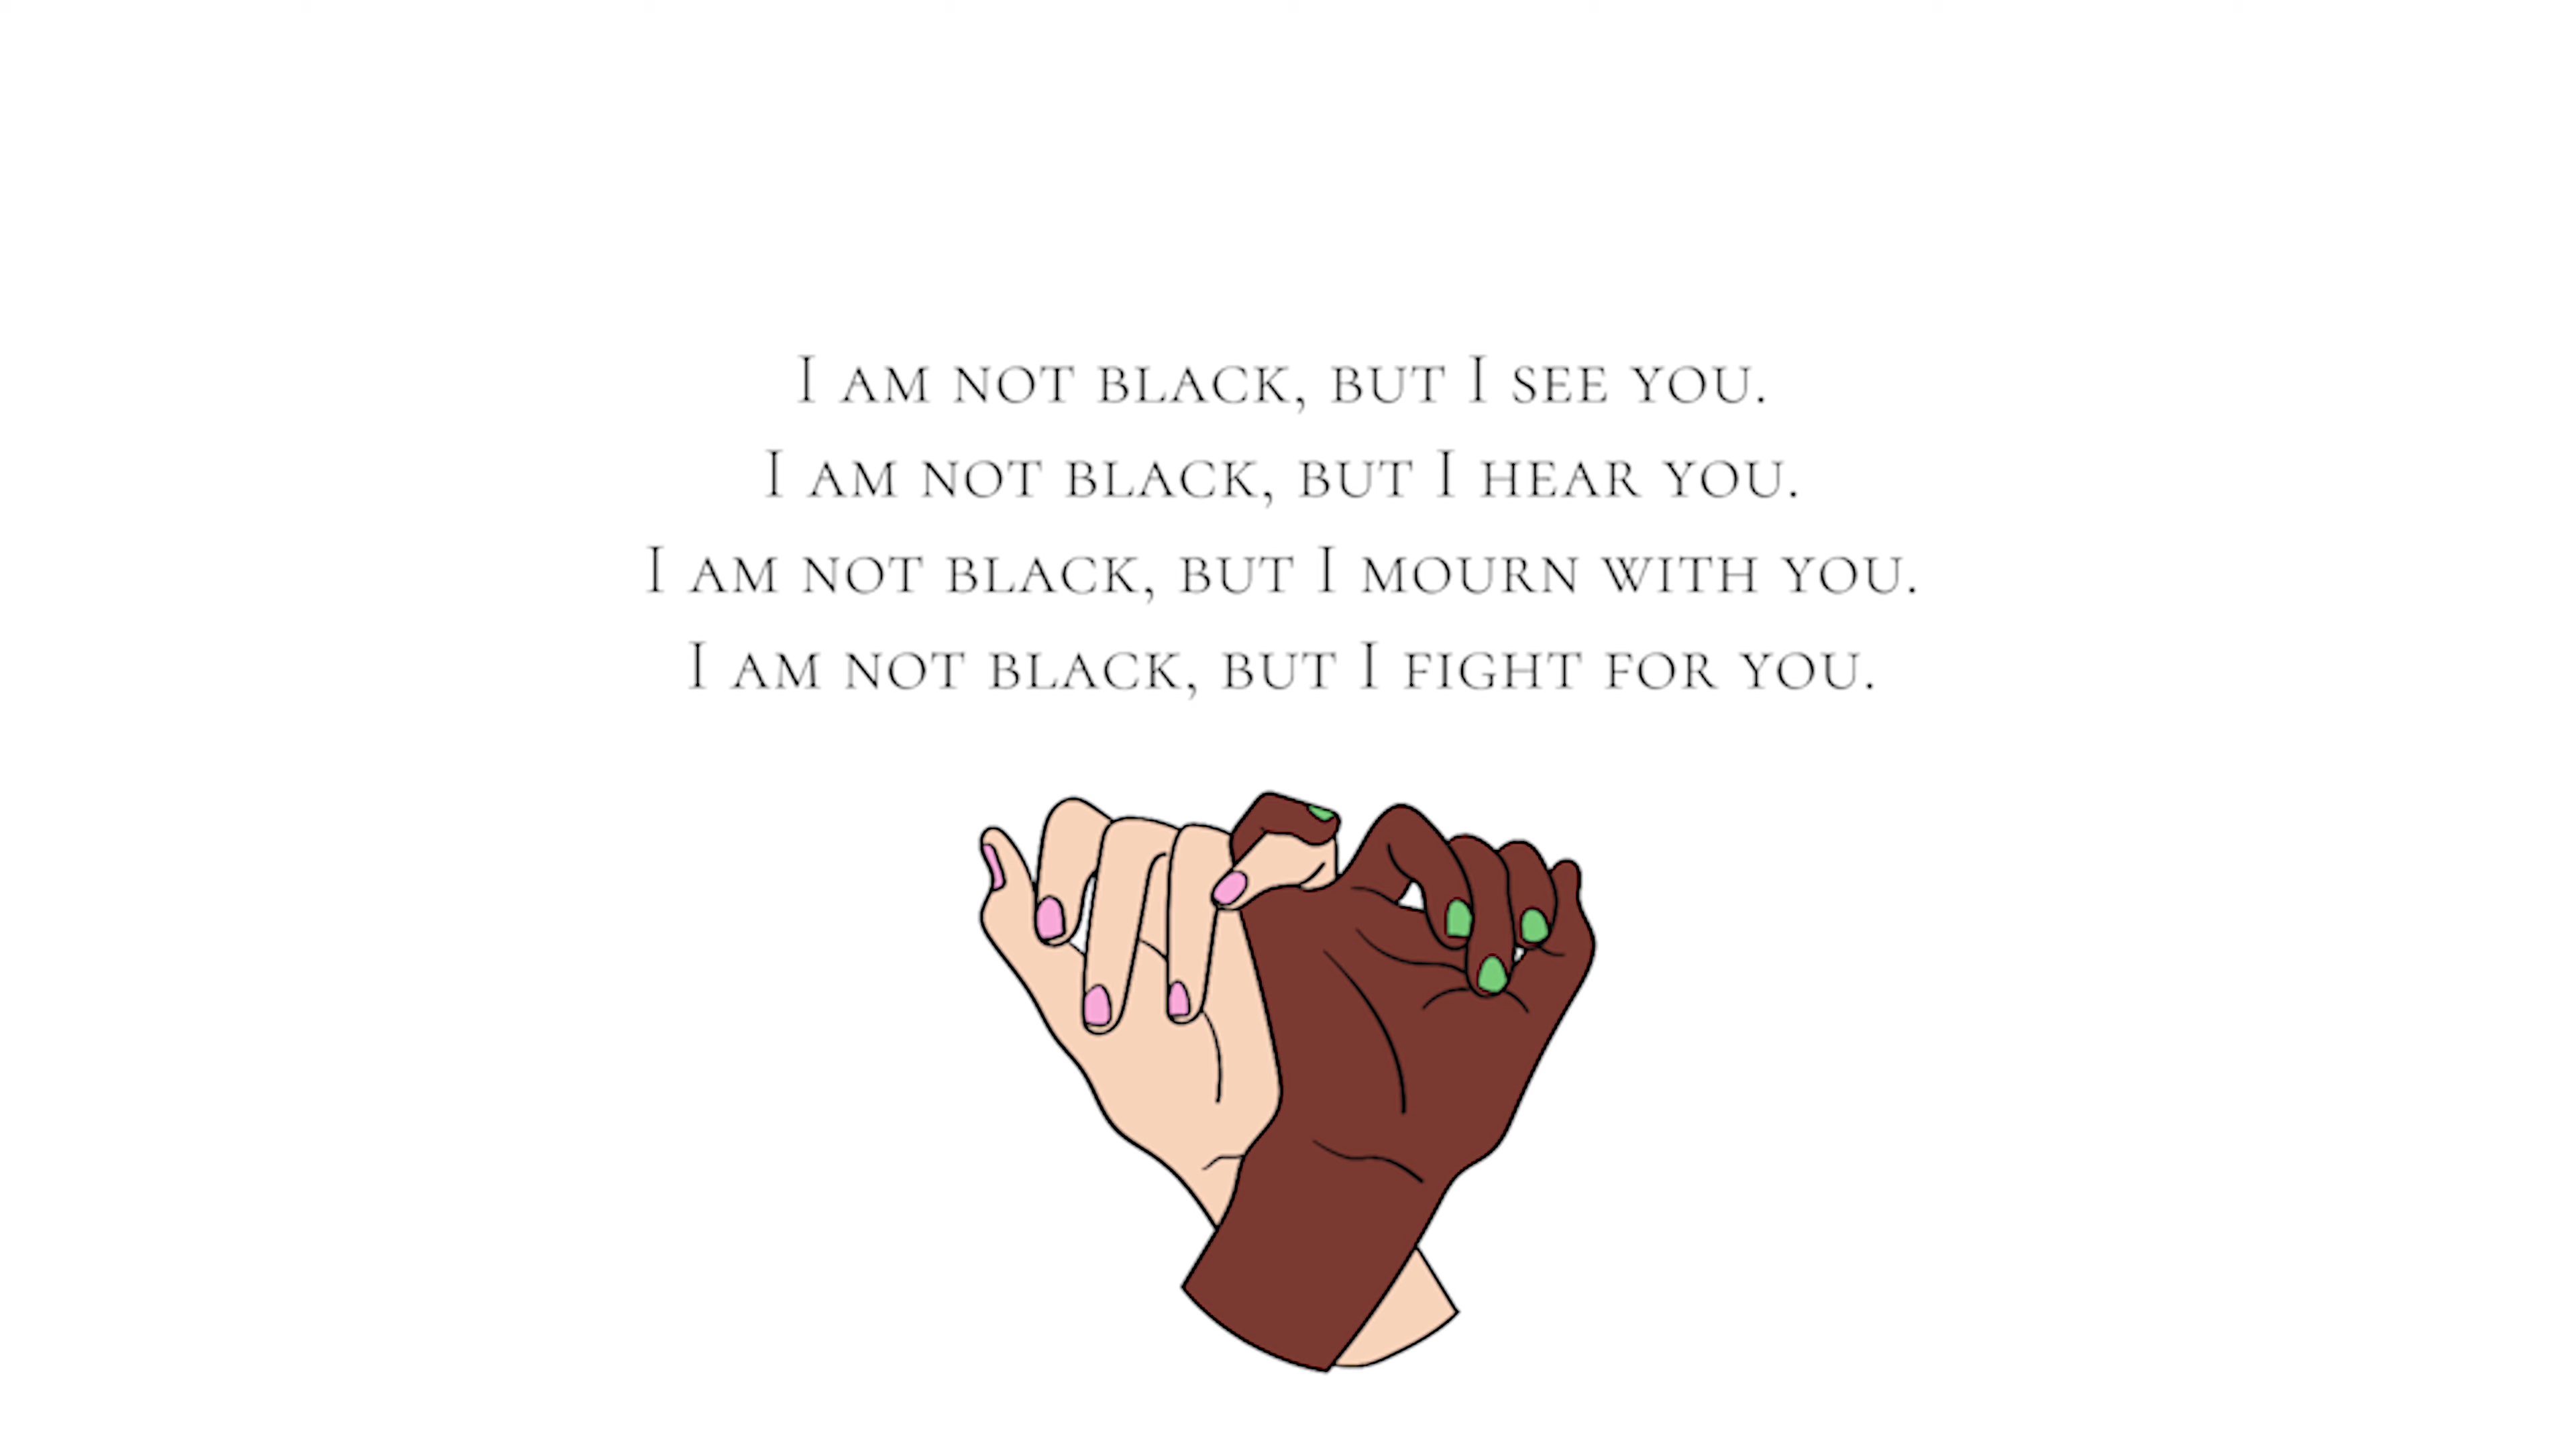 I AM NOT BLACK, BUT I SEE YOU.
I AM NOT BLACK, BUT I HEAR YOU.
I AM NOT BLACK, BUT I MOURN WITH YOU.
I AM NOT BLACK, BUT I FIGHT FOR YOU.